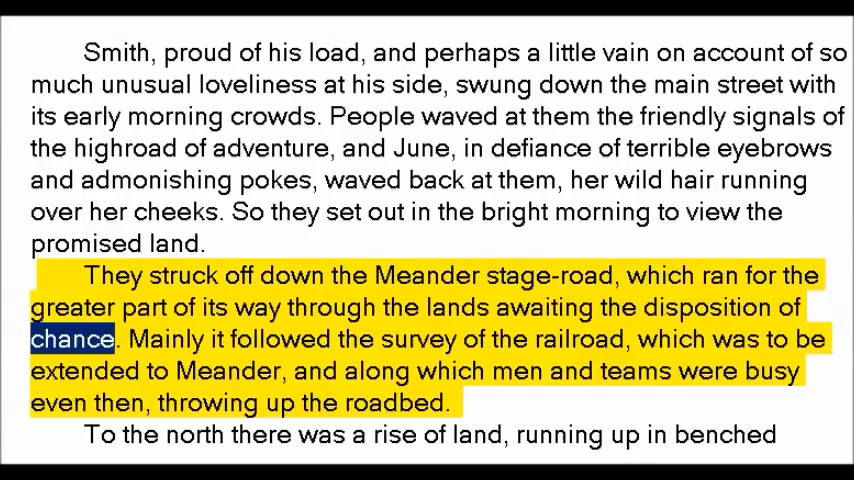 Smith, proud of his load, and perhaps a little vain on account of so
much unusual loveliness at his side, swung down the main street with
its early morning crowds. People waved at them the friendly signals of
the highroad of adventure, and June, in defiance of terrible eyebrows
and admonishing pokes, waved back at them, her wild hair running
over her cheeks. So they set out in the bright morning to view the
promised land.
They struck off down the Meander stage-road, which ran for the
greater part of its way through the lands awaiting the disposition of
chance. Mainly it followed the survey of the railroad, which was to be
extended to Meander, and along which men and teams were busy
even then, throwing up the roadbed.
To the north there was a rise of land, running up in benched